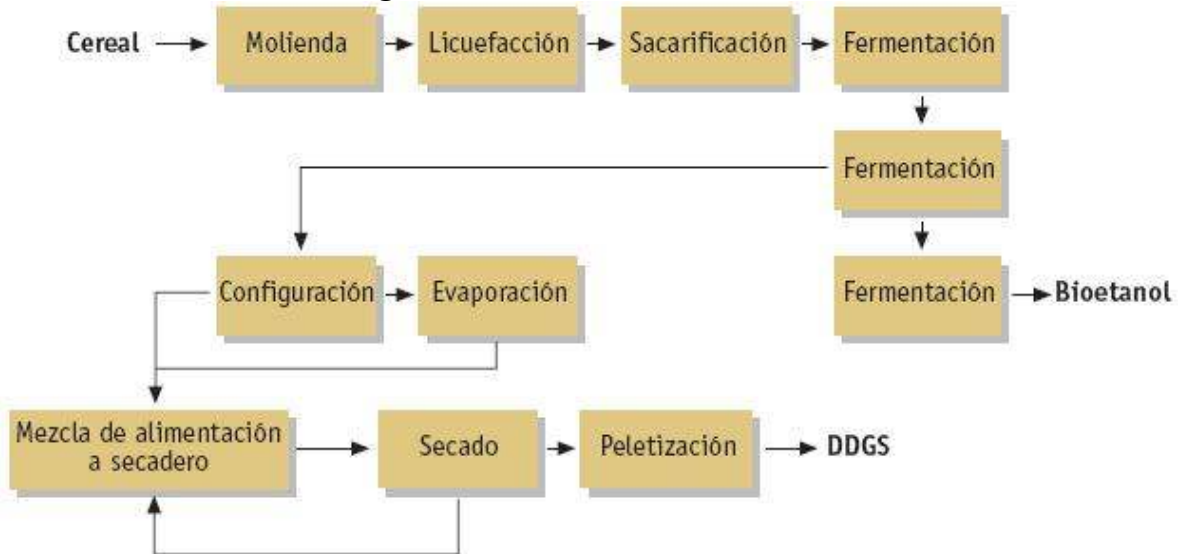 Cereal
Molienda
Licuefacción
Sacarificación
Fermentación
Fermentación
Configuración
Evaporación
Fermentación
Bioetanol
Mezcla de alimentación
a secadero
Secado
Peletización
DDGS